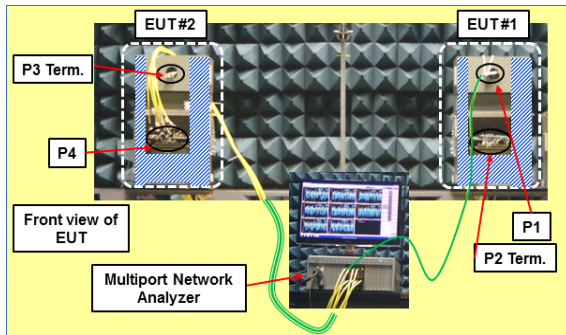 EUT#2
EUT#1
P3 Term.
P4
Front view of
EUT
P1
P2 Term.
Multiport Network
Analyzer